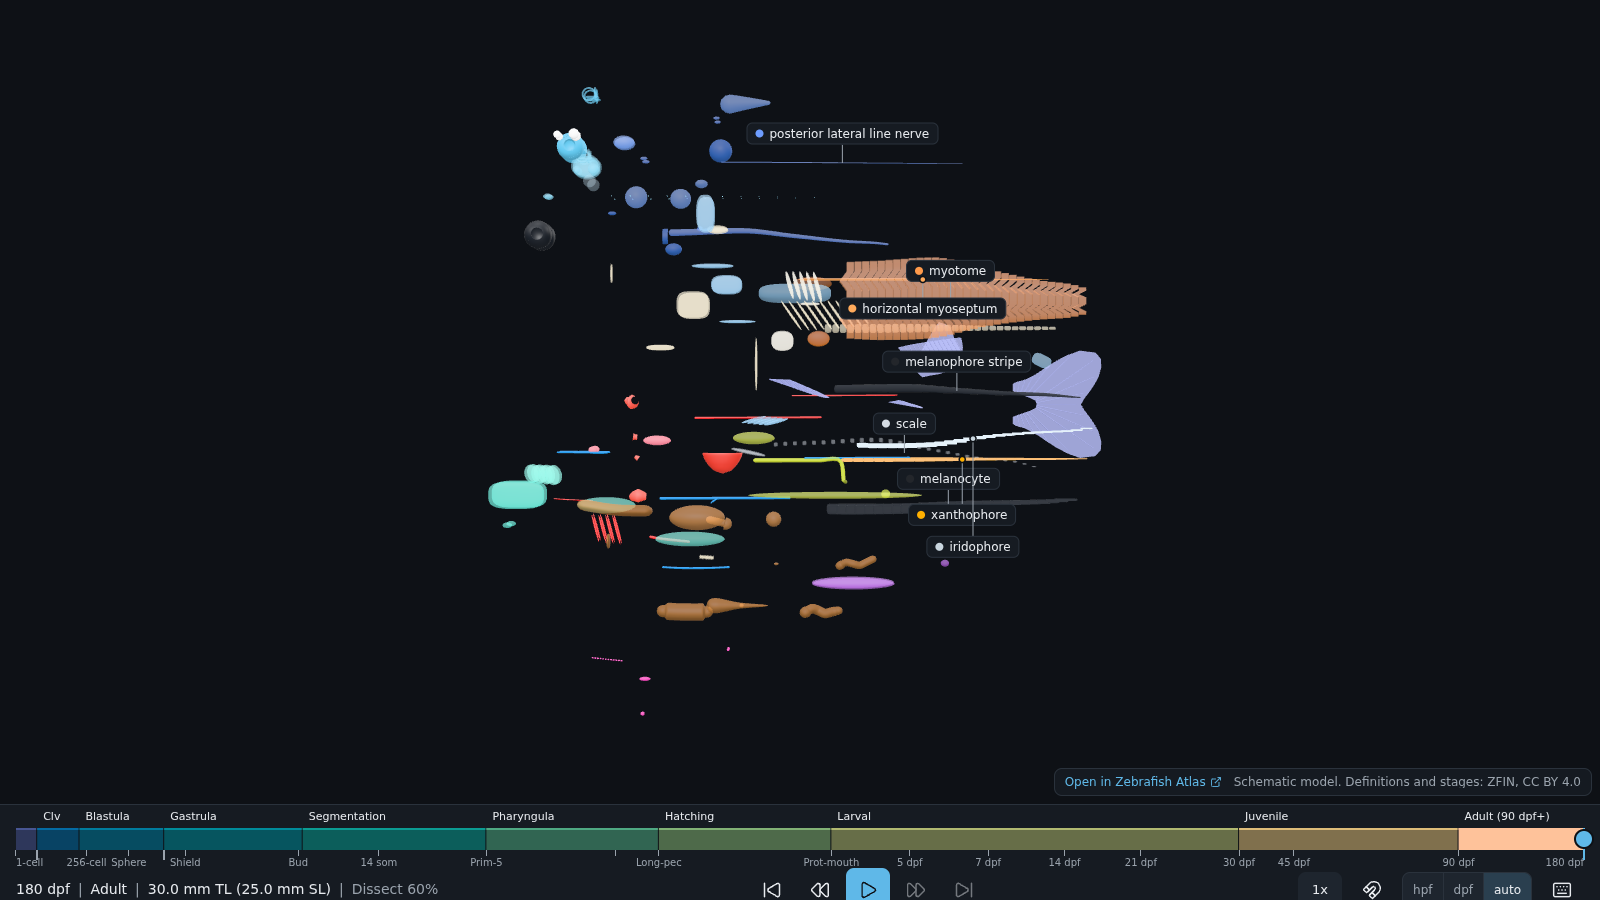 posterior lateral line nerve
myotome
horizontal myoseptum
melanophore stripe
scale
melanocyte
xanthophore
iridophore
Open in Zebrafish Atlas Schematic model. Definitions and stages: ZFIN, CC BY 4.0
Clv Blastula Gastrula Segmentation Pharyngula Hatching Larval Juvenile Adult (90 dpf+)
1-cell 256-cell Sphere Shield Bud 14 som Prim-5 Long-pec Prot-mouth 5 dpf 7 dpf 14 dpf 21 dpf 30 dpf 45 dpf 90 dpf 180 dpf
180 dpf | Adult | 30.0 mm TL (25.0 mm SL) | Dissect 60%
1x hpf dpf auto